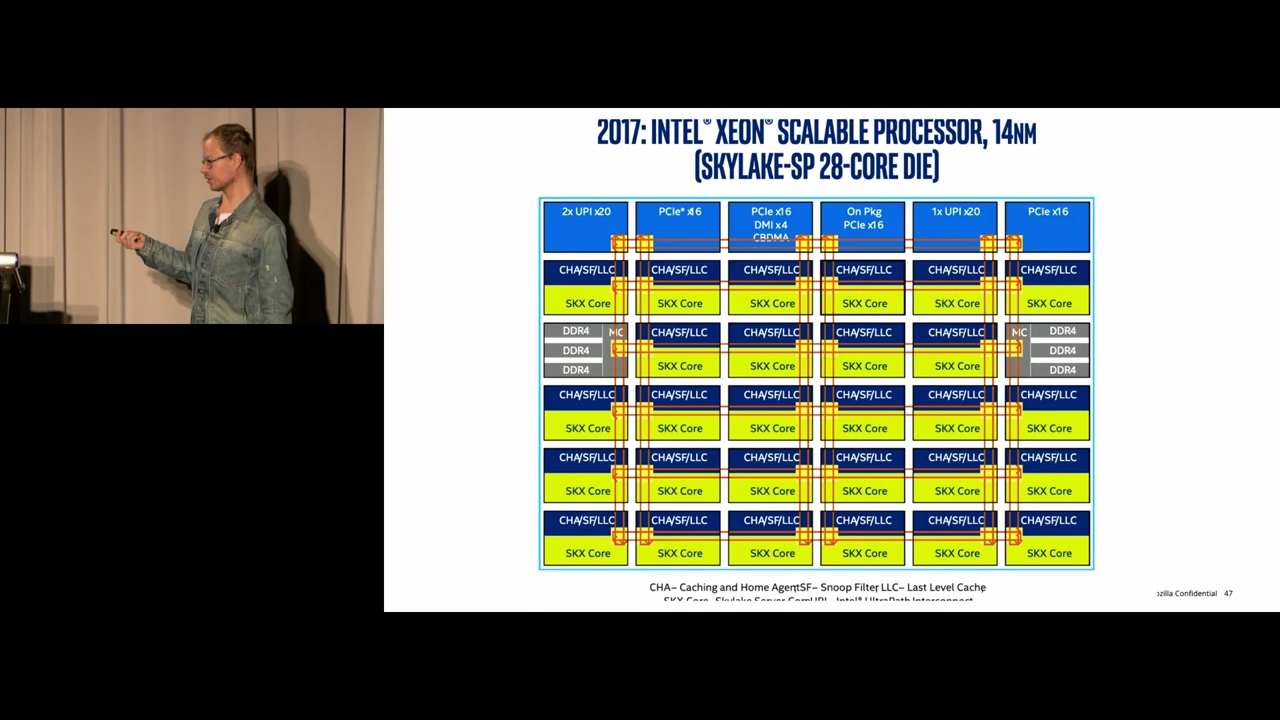 2017: INTEL® XEON® SCALABLE PROCESSOR, 14NM
(SKYLAKE-SP 28-CORE DIE)
2x UPI x20 PCIe* x16 PCIe x16 On Pkg 1x UPI x20 PCIe x16
DMI x4 PCIe x16
CBDMA
CHA/SF/LLC CHA/SF/LLC CHA/SF/LLC CHA/SF/LLC CHA/SF/LLC CHA/SF/LLC
SKX Core SKX Core SKX Core SKX Core SKX Core SKX Core
DDR4 MC CHA/SF/LLC CHA/SF/LLC CHA/SF/LLC CHA/SF/LLC MC DDR4
DDR4 DDR4
DDR4 SKX Core SKX Core SKX Core SKX Core DDR4
CHA/SF/LLC CHA/SF/LLC CHA/SF/LLC CHA/SF/LLC CHA/SF/LLC CHA/SF/LLC
SKX Core SKX Core SKX Core SKX Core SKX Core SKX Core
CHA/SF/LLC CHA/SF/LLC CHA/SF/LLC CHA/SF/LLC CHA/SF/LLC CHA/SF/LLC
SKX Core SKX Core SKX Core SKX Core SKX Core SKX Core
CHA/SF/LLC CHA/SF/LLC CHA/SF/LLC CHA/SF/LLC CHA/SF/LLC CHA/SF/LLC
SKX Core SKX Core SKX Core SKX Core SKX Core SKX Core
CHA– Caching and Home Agent, SF– Snoop Filter, LLC– Last Level Cache,
SKX Core– Skylake Server Core, UPI– Intel® UltraPath Interconnect
Confidential 47